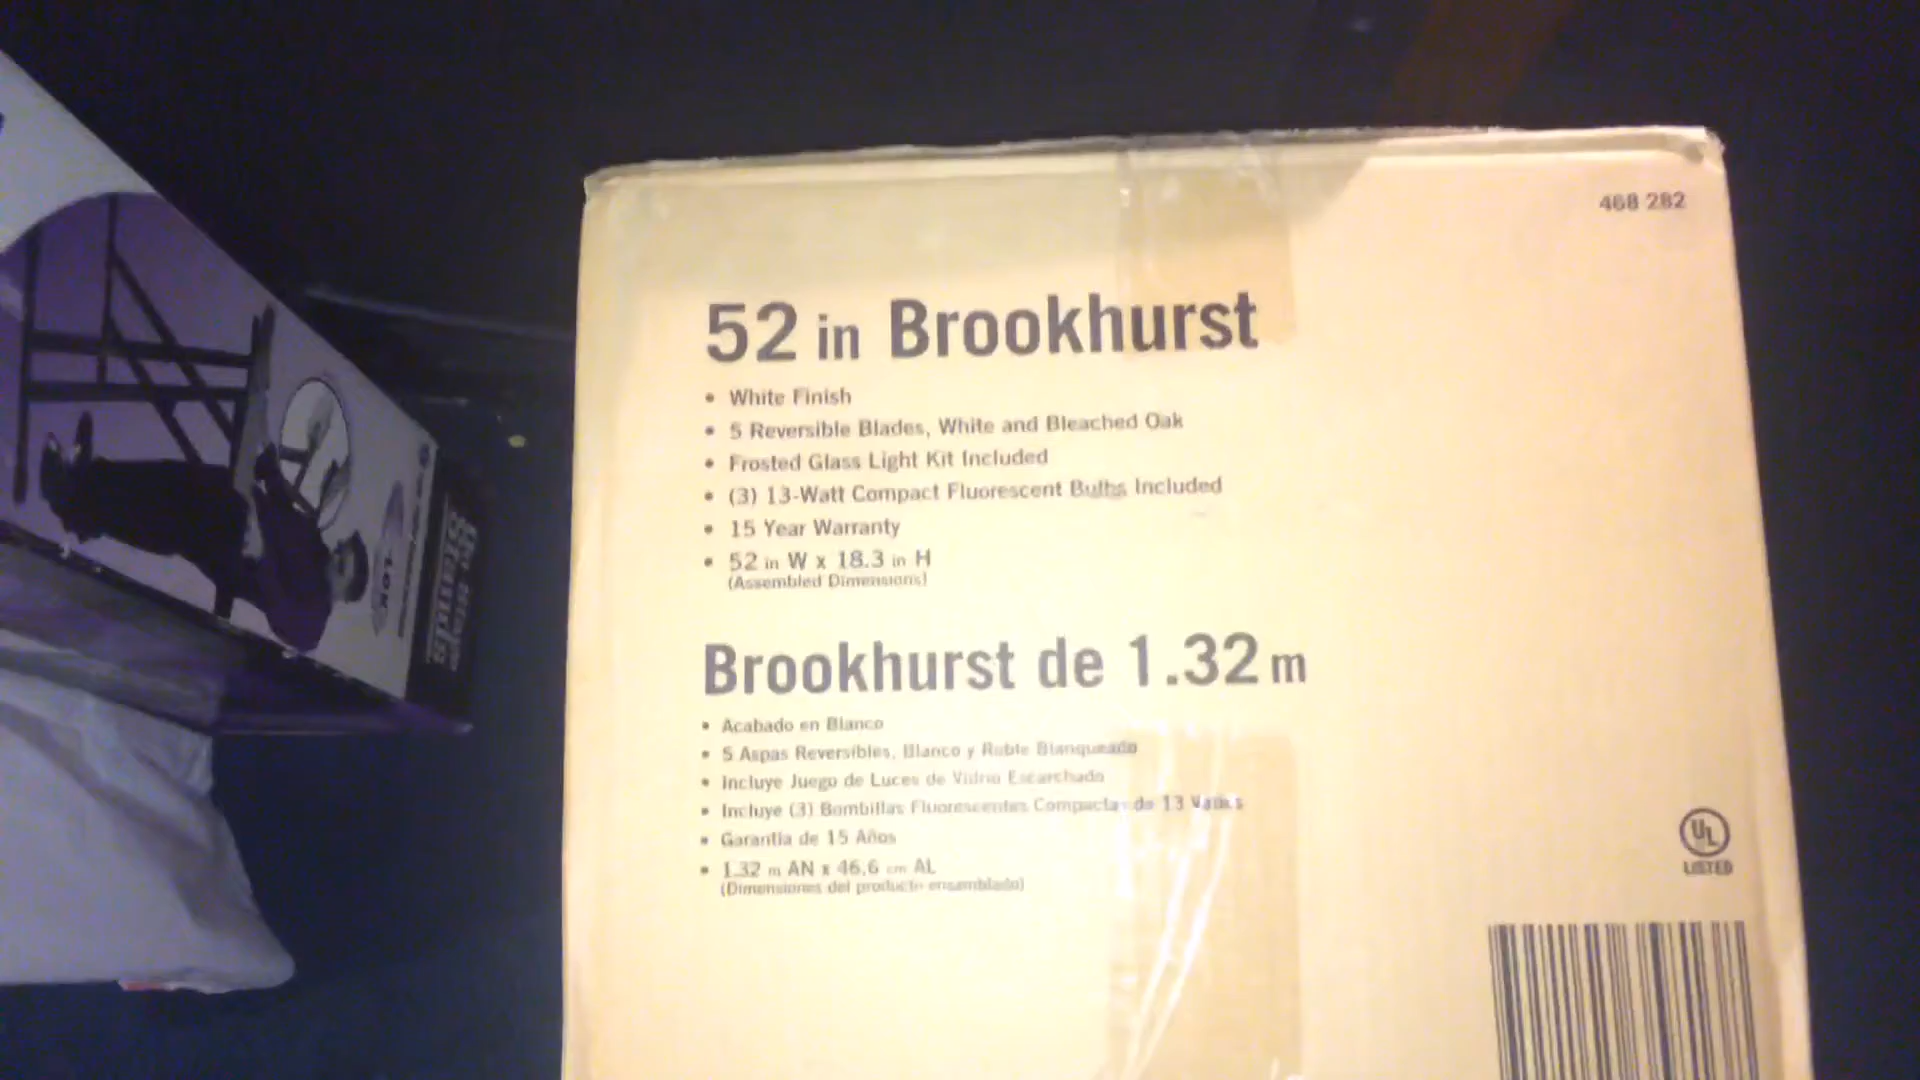 468 282
52 in Brookhurst
• White Finish
• 5 Reversible Blades, White and Bleached Oak
• Frosted Glass Light Kit Included
• (3) 13-Watt Compact Fluorescent Bulbs Included
• 15 Year Warranty
• 52 in W x 18.3 in H
(Assembled Dimensions)
Brookhurst de 1.32 m
• Acabado en Blanco
• 5 Aspas Reversibles, Blanco y Roble Blanqueado
• Incluye Juego de Luces de Vidrio Escarchado
• Incluye (3) Bombillas Fluorescentes Compactas de 13 Vatios
• Garantía de 15 Años
• 1.32 m AN x 46.6 cm AL
(Dimensiones del producto ensamblado)
UL
LISTED